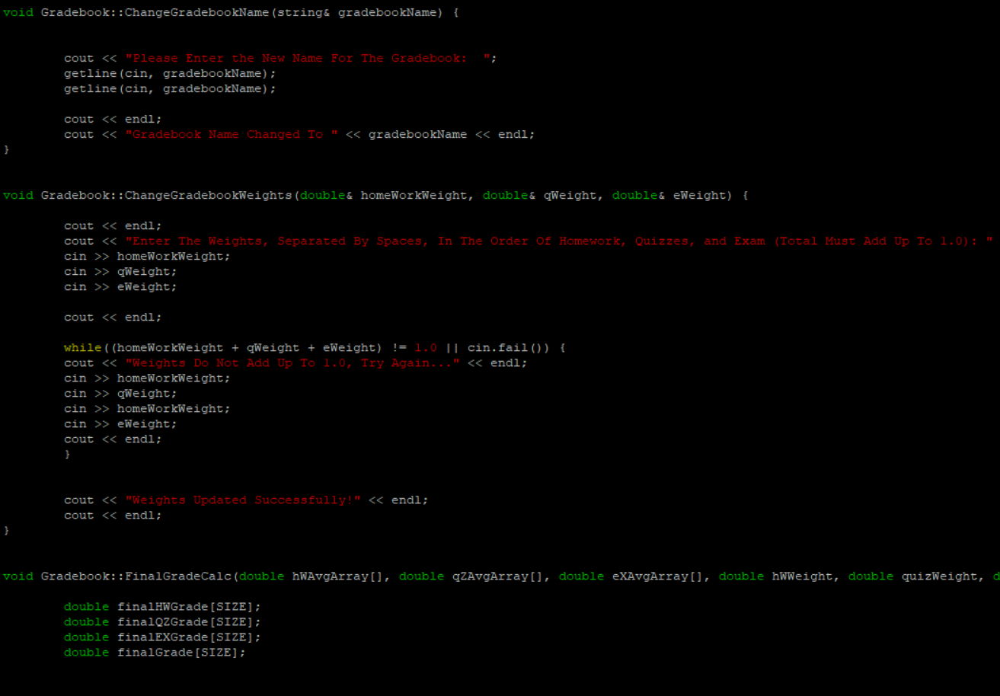 void Gradebook::ChangeGradebookName(string& gradebookName) {
cout << "Please Enter the New Name For The Gradebook:  ";
getline(cin, gradebookName);
getline(cin, gradebookName);
cout << endl;
cout << "Gradebook Name Changed To " << gradebookName << endl;
}
void Gradebook::ChangeGradebookWeights(double& homeWorkWeight, double& qWeight, double& eWeight) {
cout << endl;
cout << "Enter The Weights, Separated By Spaces, In The Order Of Homework, Quizzes, and Exam (Total Must Add Up To 1.0): "
cin >> homeWorkWeight;
cin >> qWeight;
cin >> eWeight;
cout << endl;
while((homeWorkWeight + qWeight + eWeight) != 1.0 || cin.fail()) {
cout << "Weights Do Not Add Up To 1.0, Try Again..." << endl;
cin >> homeWorkWeight;
cin >> qWeight;
cin >> homeWorkWeight;
cin >> eWeight;
cout << endl;
}
cout << "Weights Updated Successfully!" << endl;
cout << endl;
}
void Gradebook::FinalGradeCalc(double hWAvgArray[], double qZAvgArray[], double eXAvgArray[], double hWWeight, double quizWeight, d
double finalHWGrade[SIZE];
double finalQZGrade[SIZE];
double finalEXGrade[SIZE];
double finalGrade[SIZE];